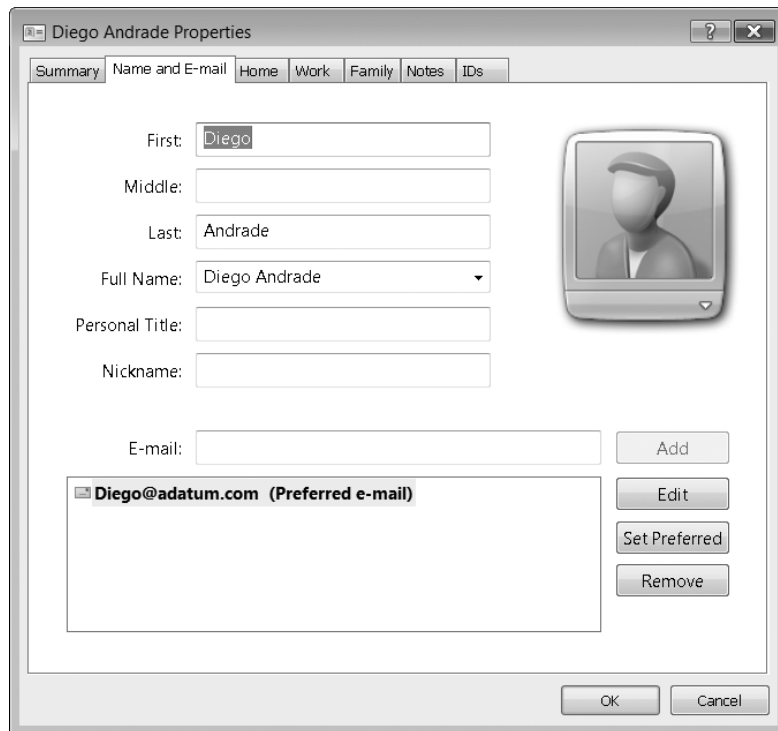 Diego Andrade Properties
Summary Name and E-mail Home Work Family Notes IDs
First: Diego
Middle:
Last: Andrade
Full Name: Diego Andrade
Personal Title:
Nickname:
E-mail: Add
Diego@adatum.com (Preferred e-mail) Edit
Set Preferred
Remove
OK Cancel